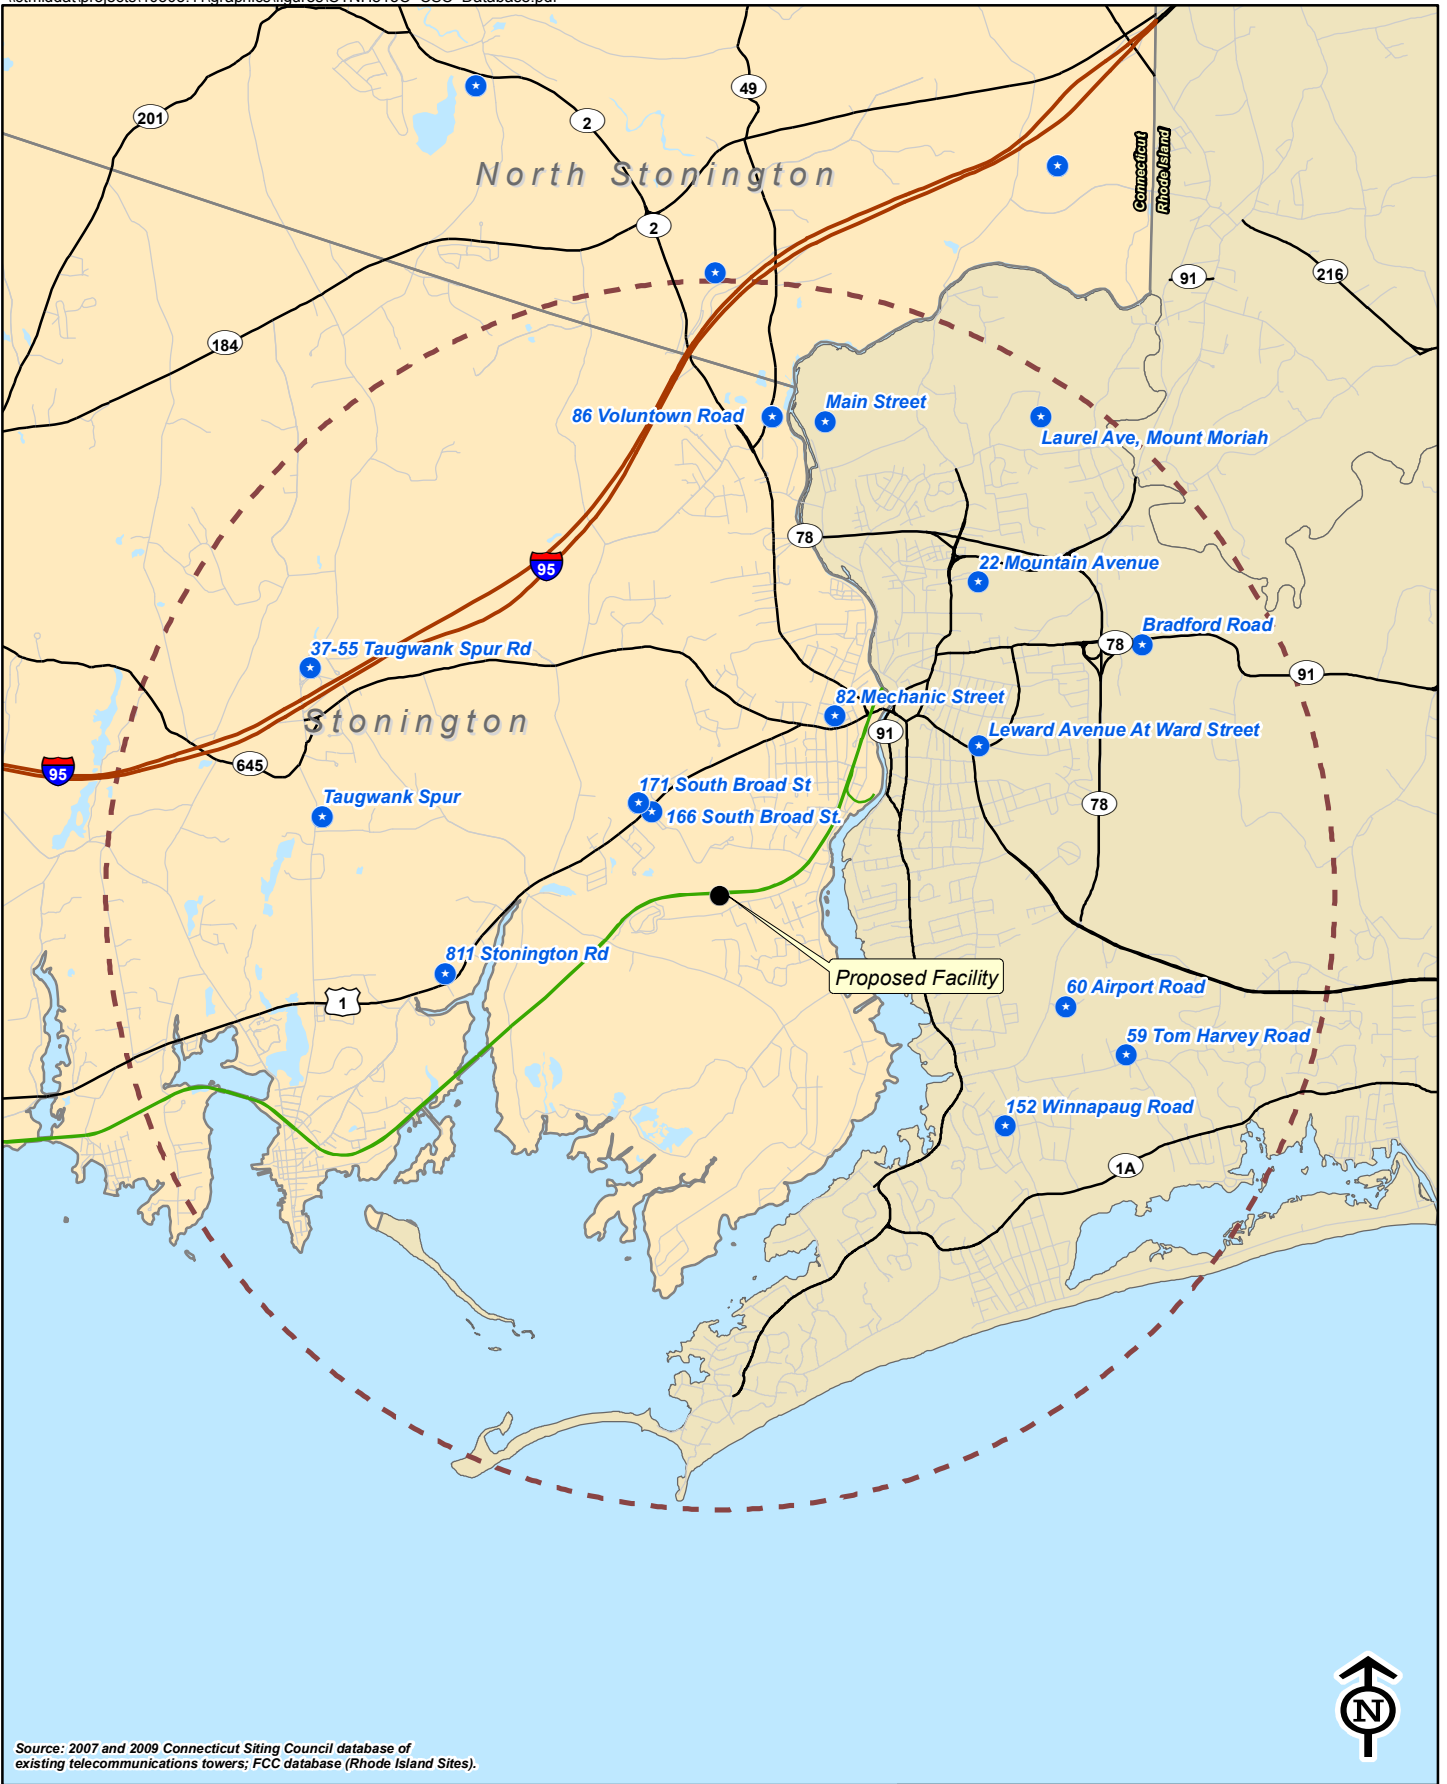 201
49
2
North Stonington
Connecticut
Rhode Island
2
91
216
184
86 Voluntown Road
Main Street
Laurel Ave, Mount Moriah
78
95
22 Mountain Avenue
Bradford Road
78
37-55 Taugwank Spur Rd
91
82 Mechanic Street
Stonington
Leward Avenue At Ward Street
91
645
95
171 South Broad St
Taugwank Spur
78
166 South Broad St.
811 Stonington Rd
Proposed Facility
60 Airport Road
1
59 Tom Harvey Road
152 Winnapaug Road
1A
N
Source: 2007 and 2009 Connecticut Siting Council database of
existing telecommunications towers; FCC database (Rhode Island Sites).